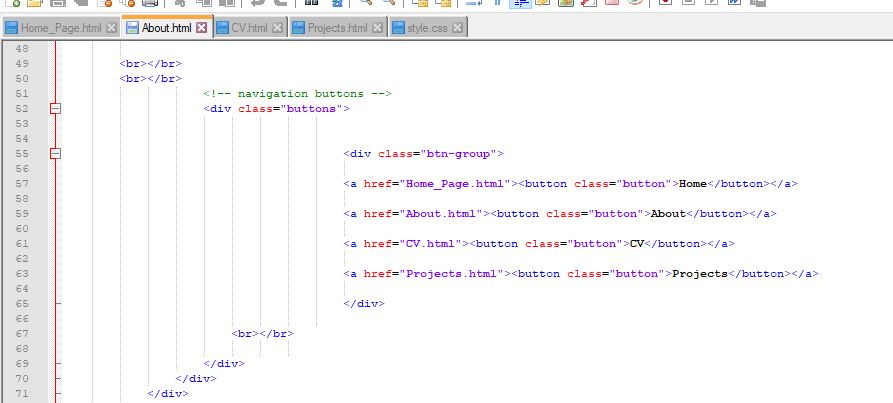 Home_Page.html About.html CV.html Projects.html style.css
48
49 <br></br>
50 <br></br>
51 <!-- navigation buttons -->
52 <div class="buttons">
53
54
55 <div class="btn-group">
56
57 <a href="Home_Page.html"><button class="button">Home</button></a>
58
59 <a href="About.html"><button class="button">About</button></a>
60
61 <a href="CV.html"><button class="button">CV</button></a>
62
63 <a href="Projects.html"><button class="button">Projects</button></a>
64
65 </div>
66
67 <br></br>
68
69 </div>
70 </div>
71 </div>